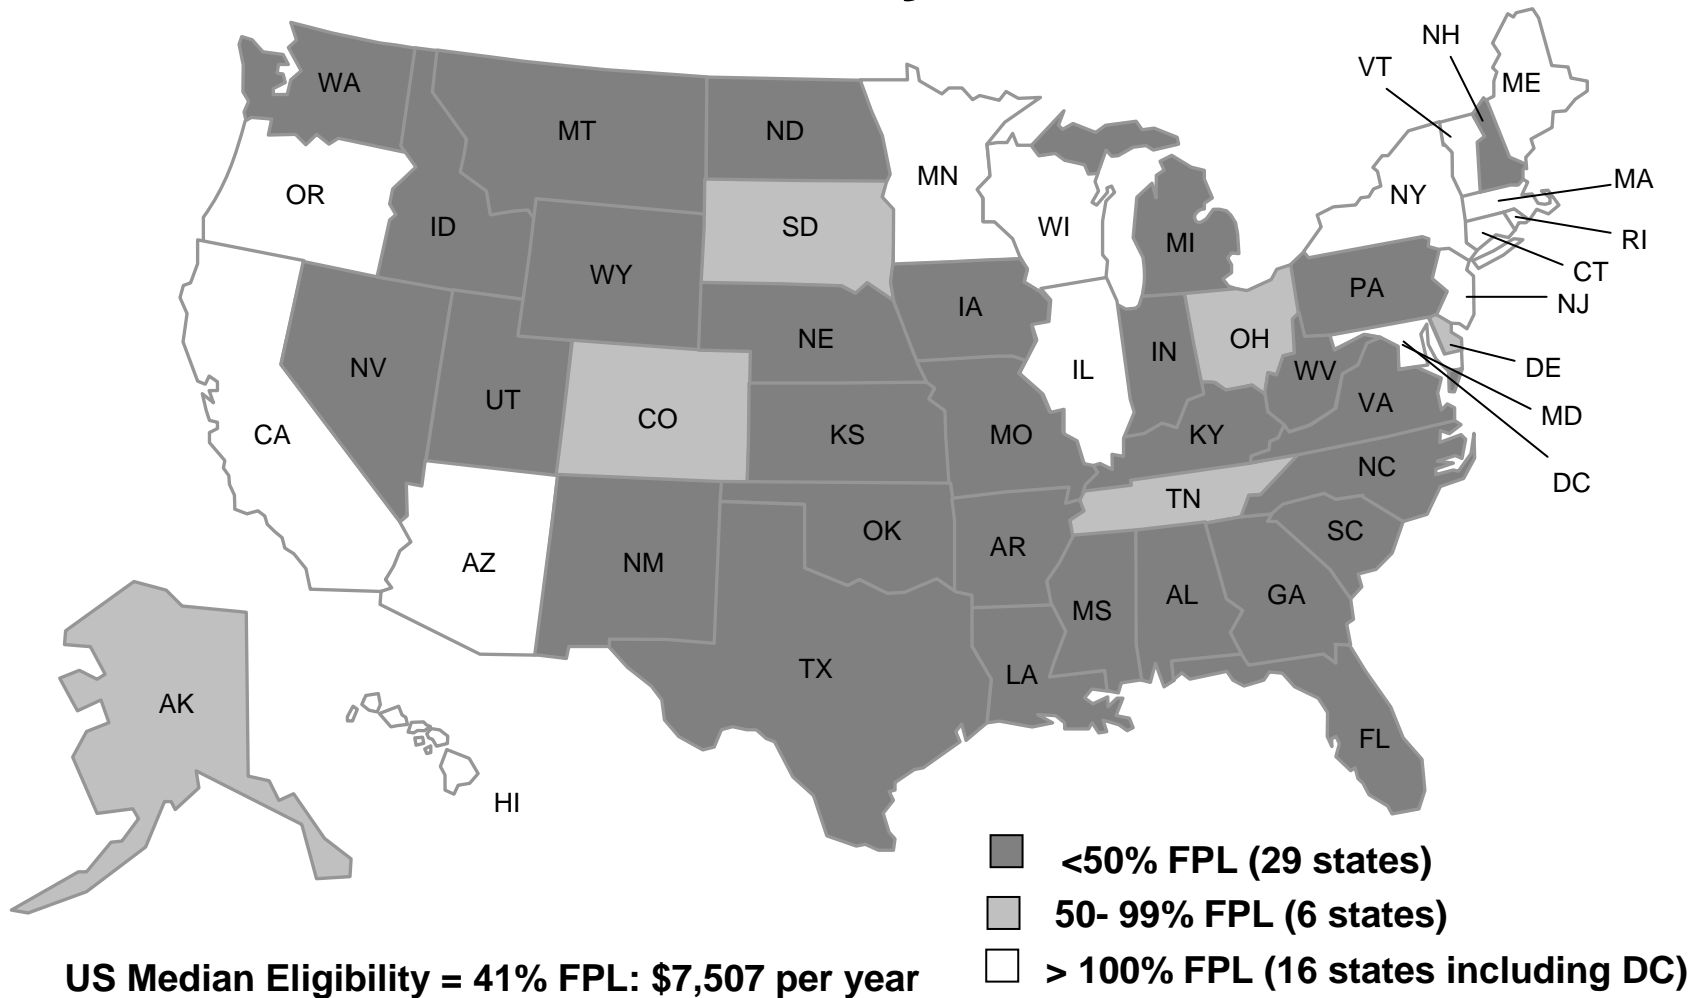 NH
VT
ME
WA
MT
ND
MN
MA
OR
NY
SD
WI
ID
MI
RI
WY
CT
PA
NJ
IA
NE
OH
IN
NV
IL
WV
DE
UT
VA
CO
MD
CA
KS
MO
KY
NC
DC
TN
OK
SC
AR
AZ
NM
AL
GA
MS
TX
LA
AK
FL
HI
<50% FPL (29 states)
50- 99% FPL (6 states)
US Median Eligibility = 41% FPL: $7,507 per year
> 100% FPL (16 states including DC)